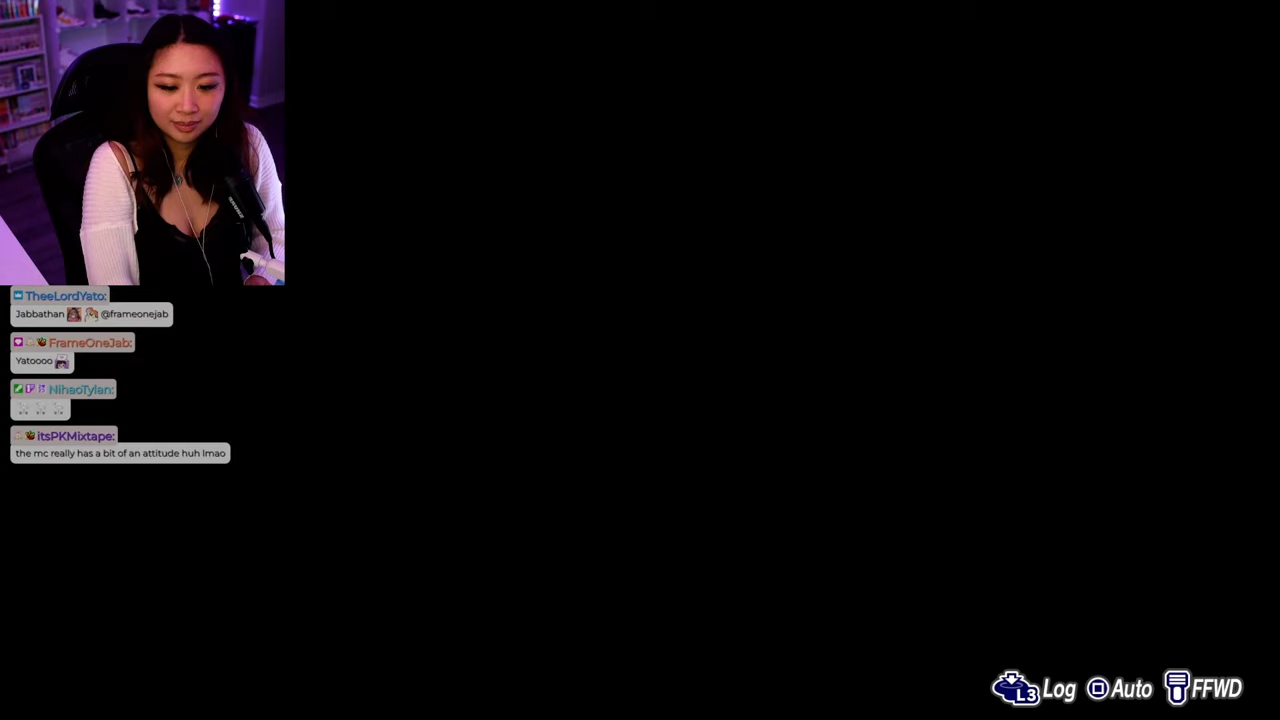 TheeLordYato:
Jabbathan @frameonejab
FrameOneJab:
Yatoooo
NihaoTylan:
itsPKMixtape:
the mc really has a bit of an attitude huh lmao
L3 Log Auto FFWD